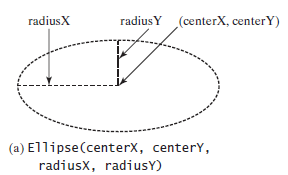 radiusX radiusY (centerX, centerY)
(a) Ellipse(centerX, centerY,
radiusX, radiusY)